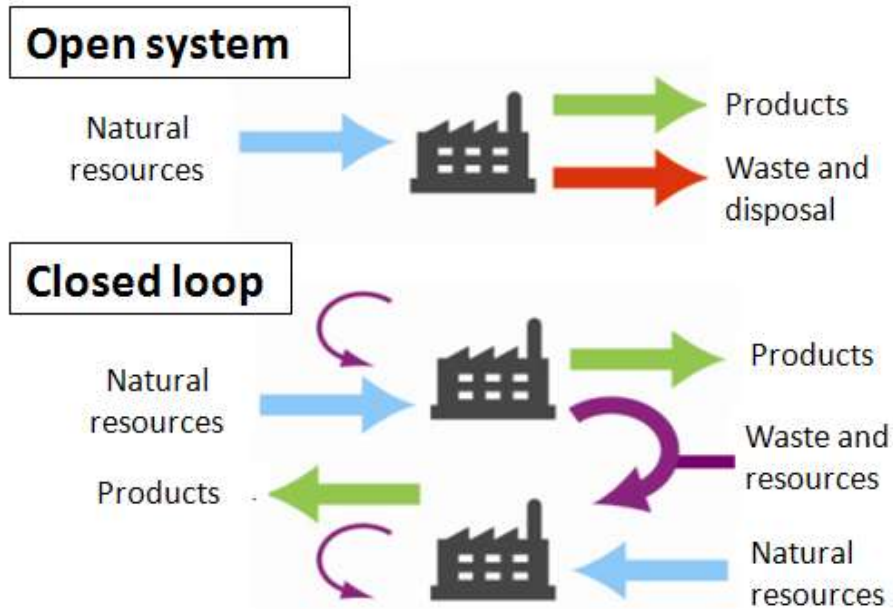 Open system
Natural
resources
Products
Waste and
disposal
Closed loop
Natural
resources
Products
Waste and
resources
Products
Natural
resources